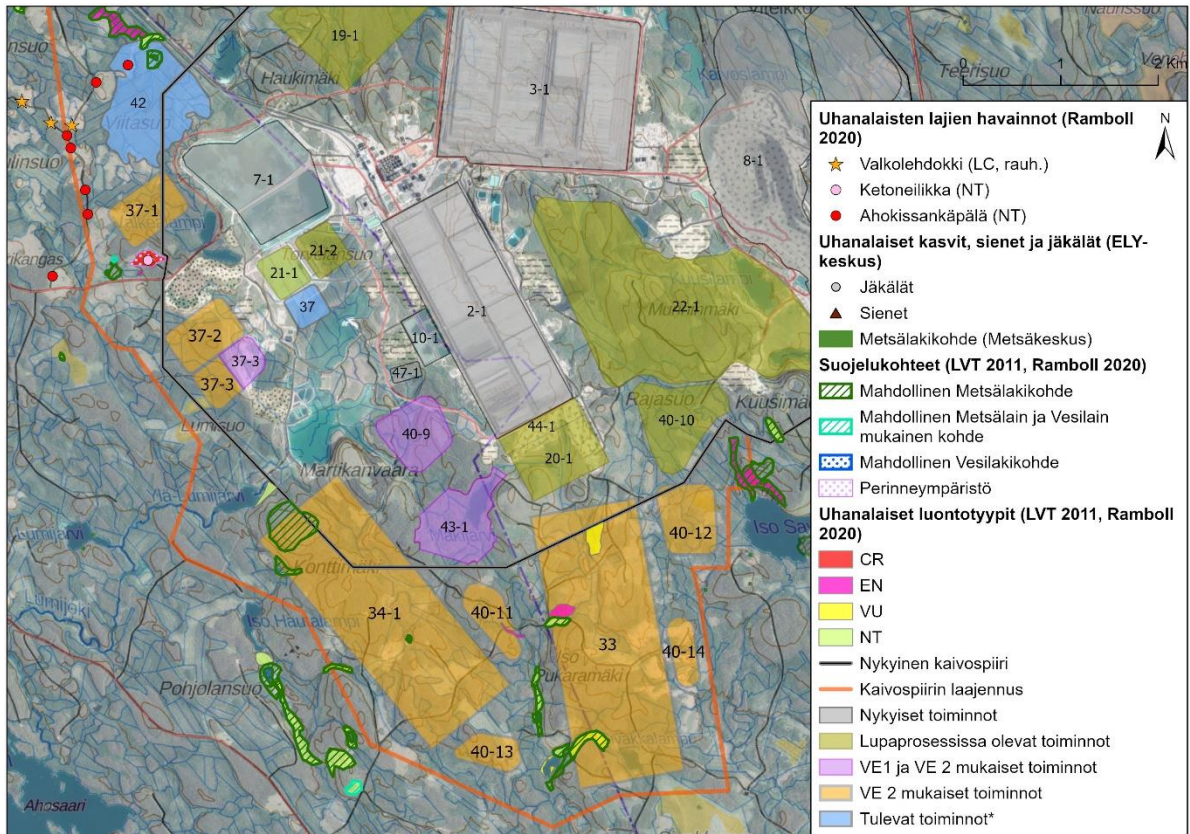 19-1
Haukimäki
3-1
Kaivoslampi
Teerisuo
0 1 2 Km
42
Viitasuo
7-1
8-1
37-1
21-2
21-1
37
2-1
22-1
10-1
47-1
37-2
37-3
37-3
Lumisuo
Rajasuo
40-10
44-1
20-1
40-9
Martikanvaara
43-1
Ylä-Lumijärvi
Lumijärvi
40-12
Konttimäki
34-1
40-11
33
40-14
Iso
Pukaramäki
Lumijoki
Pohjolansuo
40-13
Ahosaari
Uhanalaisten lajien havainnot (Ramboll
2020)
N
Valkolehdokki (LC, rauh.)
Ketoneilikka (NT)
Ahokissankäpälä (NT)
Uhanalaiset kasvit, sienet ja jäkälät (ELY-
keskus)
Jäkälät
Sienet
Metsälakikohde (Metsäkeskus)
Suojelukohteet (LVT 2011, Ramboll 2020)
Mahdollinen Metsälakikohde
Mahdollinen Metsälain ja Vesilain
mukainen kohde
Mahdollinen Vesilakikohde
Perinneympäristö
Uhanalaiset luontotyypit (LVT 2011, Ramboll
2020)
CR
EN
VU
NT
Nykyinen kaivospiiri
Kaivospiirin laajennus
Nykyiset toiminnot
Lupaprosessissa olevat toiminnot
VE1 ja VE 2 mukaiset toiminnot
VE 2 mukaiset toiminnot
Tulevat toiminnot*